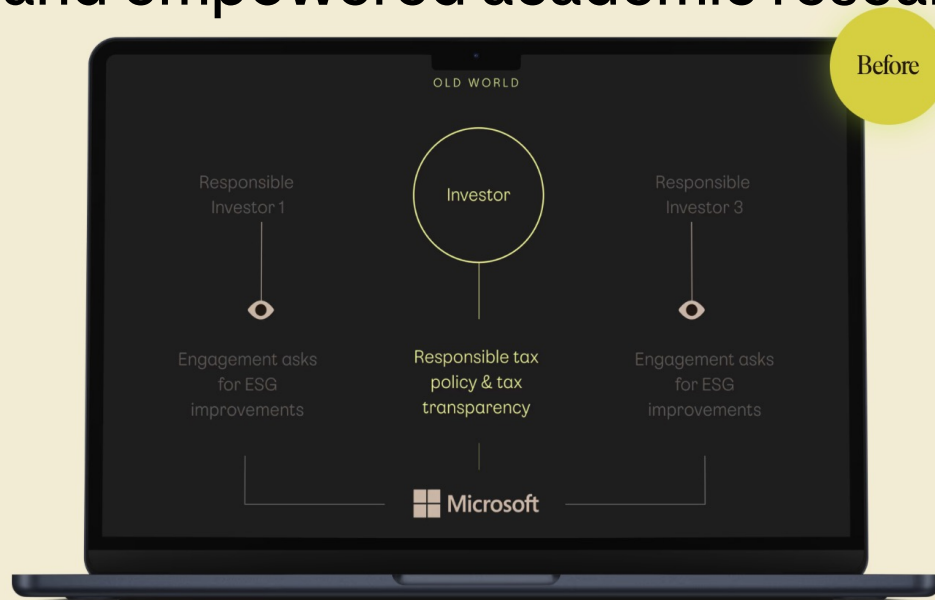 and empowered academic resear
Before
OLD WORLD
Responsible
Investor 1
Investor
Responsible
Investor 3
Engagement asks
for ESG
improvements
Responsible tax
policy & tax
transparency
Engagement asks
for ESG
improvements
Microsoft